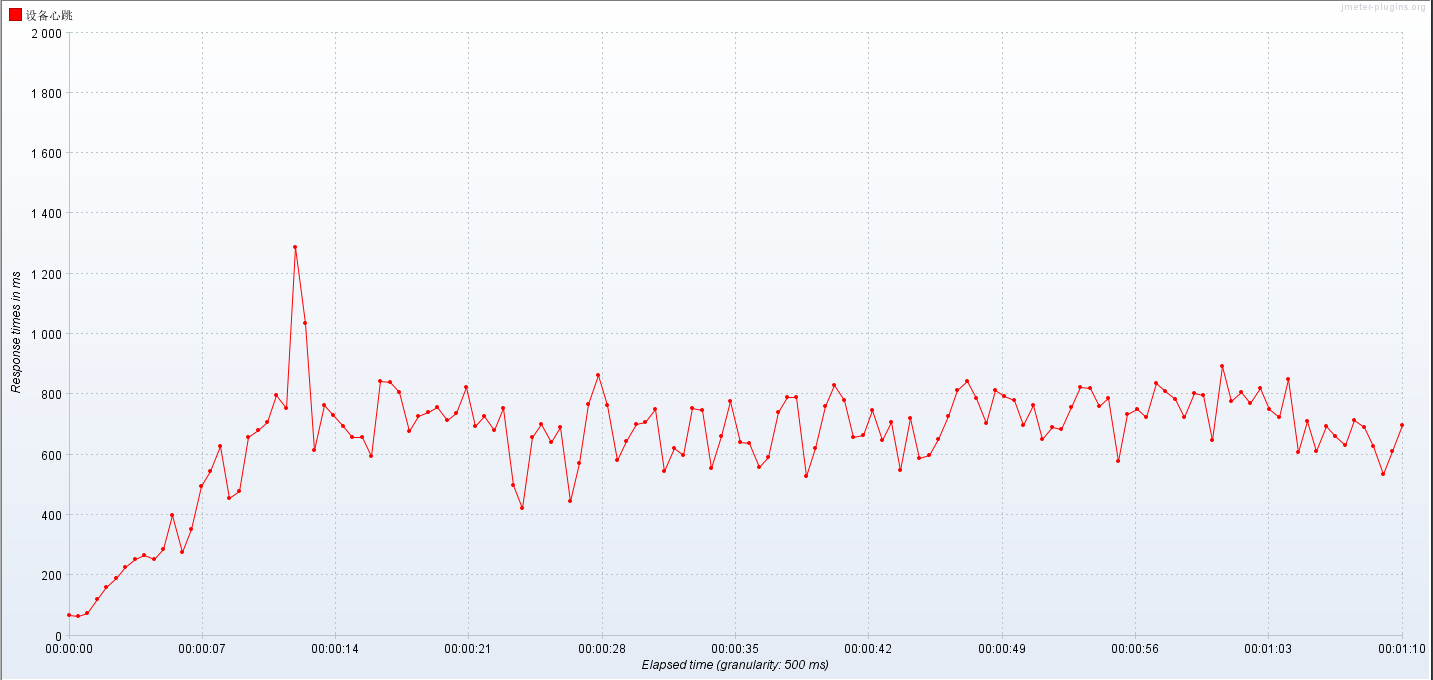 设备心跳
jmeter-plugins.org
2 000
1 800
1 600
1 400
1 200
1 000
800
600
400
200
0
Response times in ms
00:00:00 00:00:07 00:00:14 00:00:21 00:00:28 00:00:35 00:00:42 00:00:49 00:00:56 00:01:03 00:01:10
Elapsed time (granularity: 500 ms)